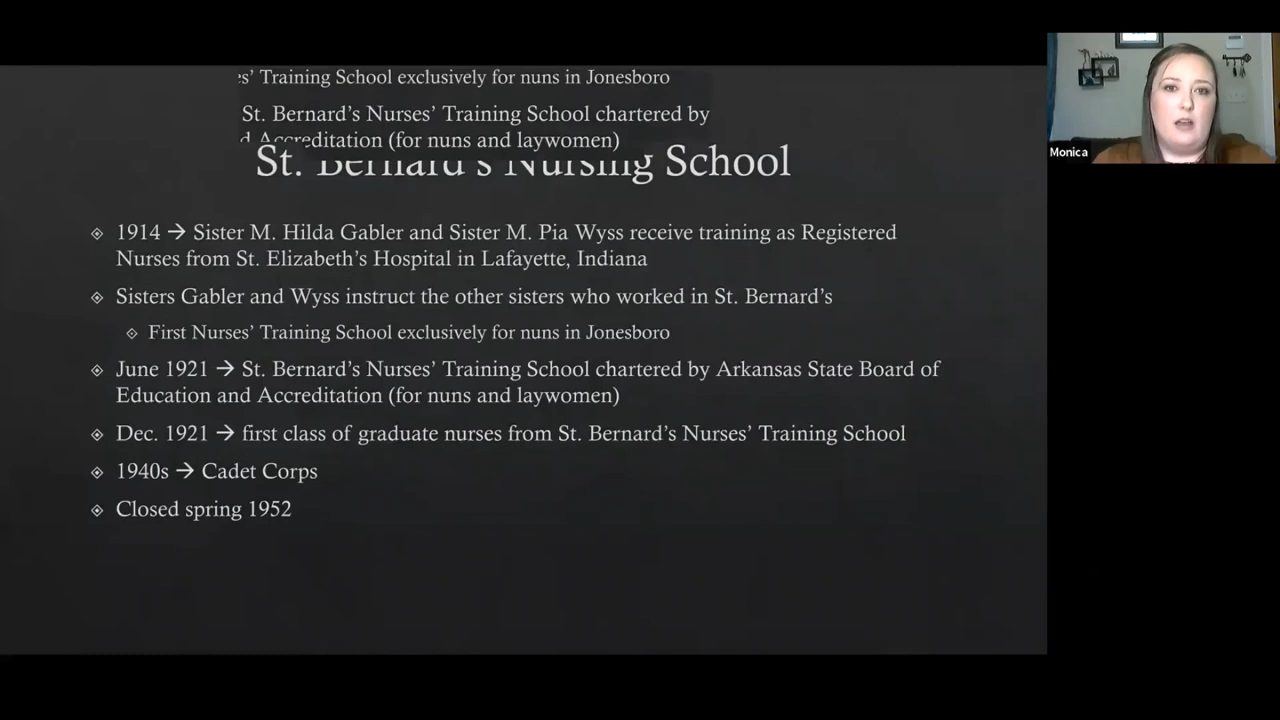 s’ Training School exclusively for nuns in Jonesboro
St. Bernard’s Nurses’ Training School chartered by
d Accreditation (for nuns and laywomen)
St. Bernard’s Nursing School
1914 → Sister M. Hilda Gabler and Sister M. Pia Wyss receive training as Registered
Nurses from St. Elizabeth’s Hospital in Lafayette, Indiana
Sisters Gabler and Wyss instruct the other sisters who worked in St. Bernard’s
First Nurses’ Training School exclusively for nuns in Jonesboro
June 1921 → St. Bernard’s Nurses’ Training School chartered by Arkansas State Board of
Education and Accreditation (for nuns and laywomen)
Dec. 1921 → first class of graduate nurses from St. Bernard’s Nurses’ Training School
1940s → Cadet Corps
Closed spring 1952
Monica